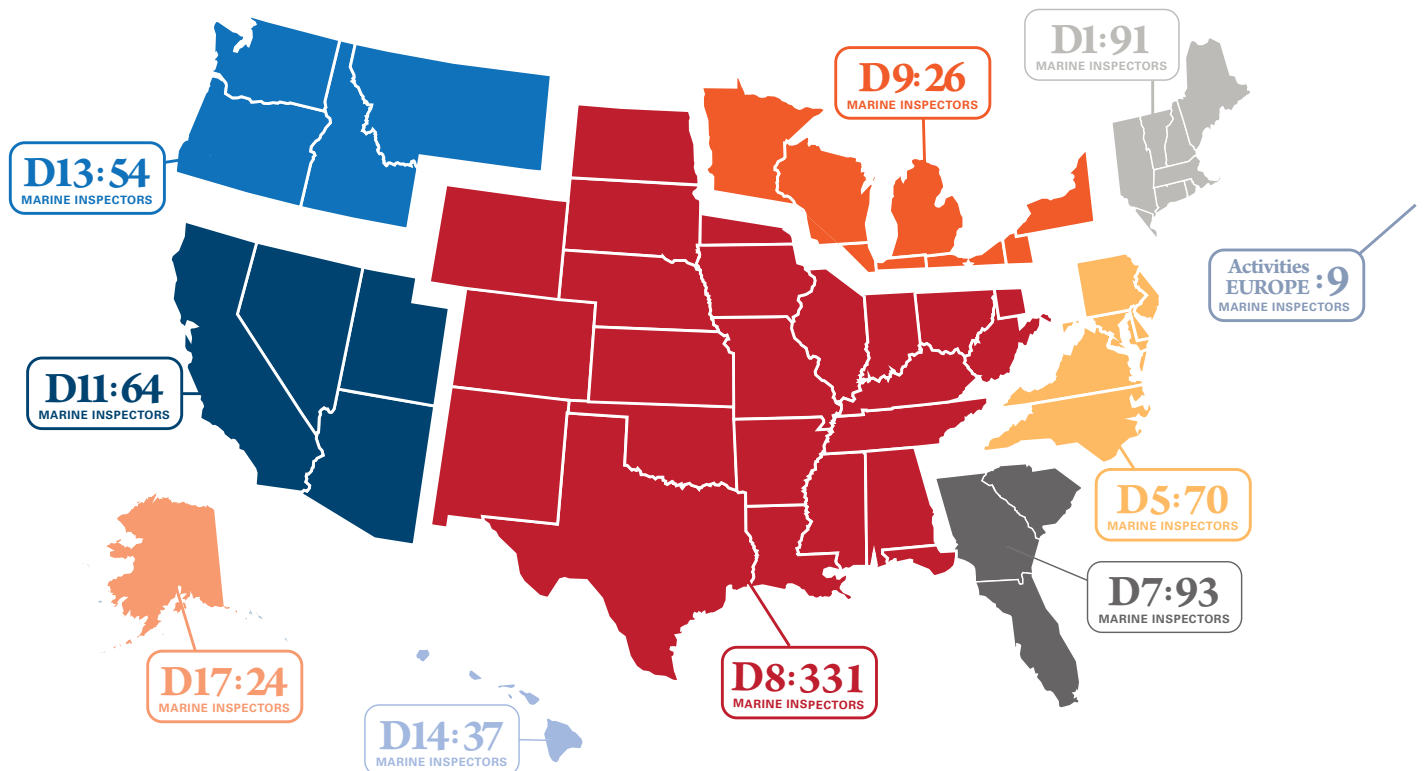 D1:91
MARINE INSPECTORS
D9:26
MARINE INSPECTORS
D13:54
MARINE INSPECTORS
Activities
EUROPE :9
MARINE INSPECTORS
D11:64
MARINE INSPECTORS
D5:70
MARINE INSPECTORS
D7:93
MARINE INSPECTORS
D17:24
MARINE INSPECTORS
D8:331
MARINE INSPECTORS
D14:37
MARINE INSPECTORS